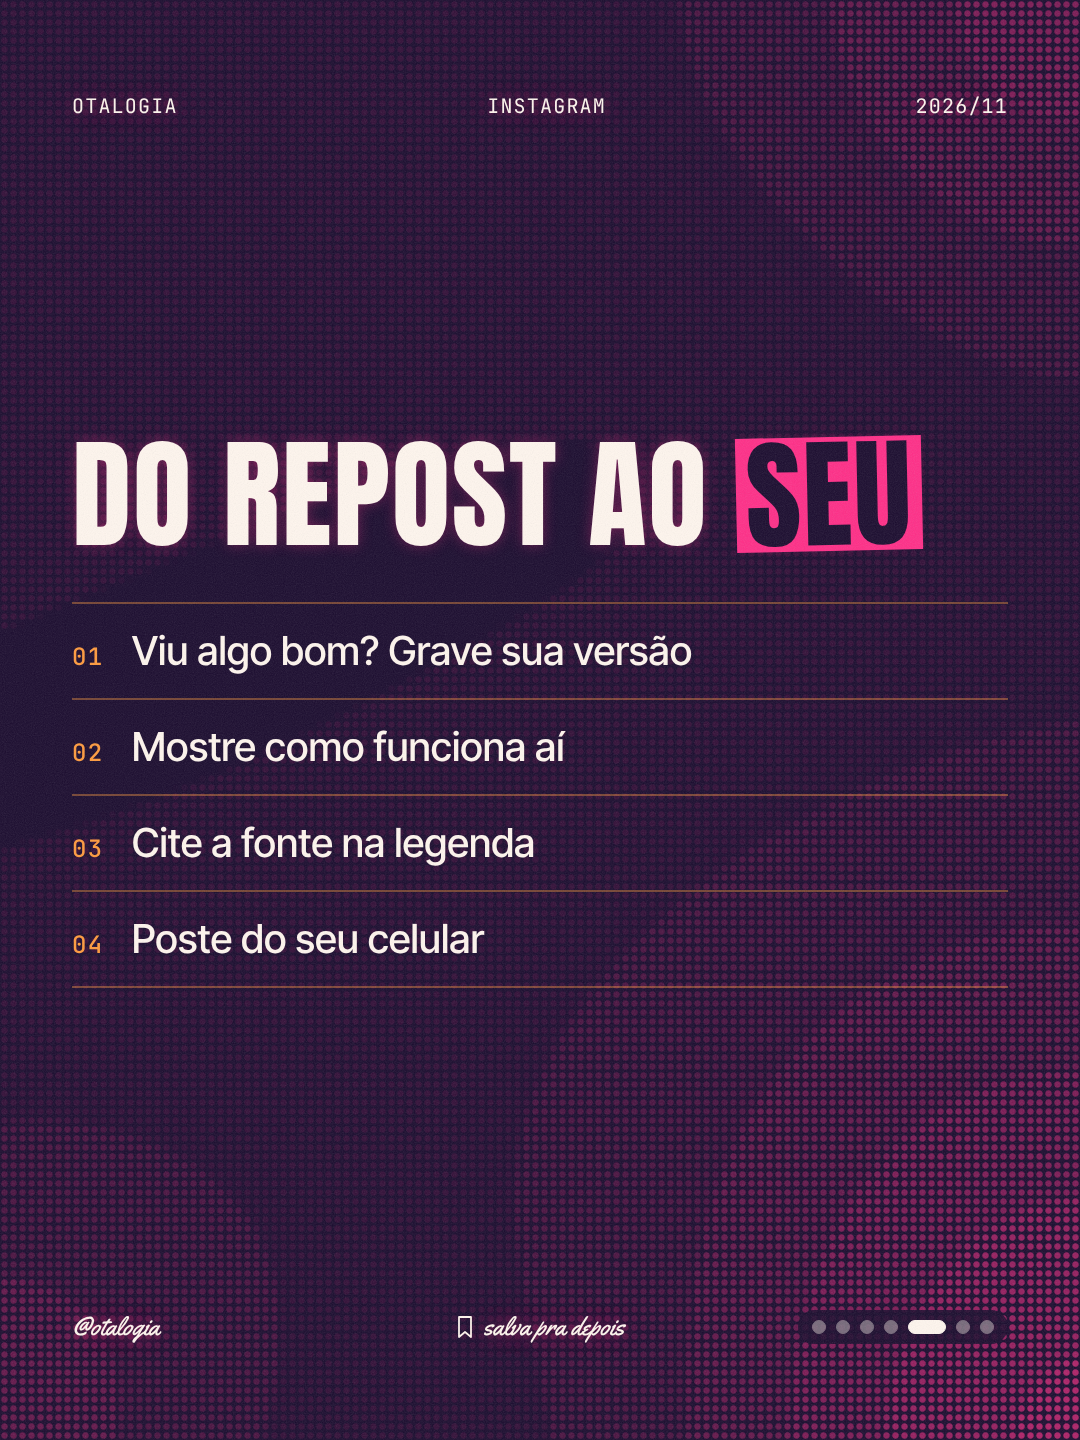 OTALOGIA INSTAGRAM 2026/11
DO REPOST AO SEU
01 Viu algo bom? Grave sua versão
02 Mostre como funciona aí
03 Cite a fonte na legenda
04 Poste do seu celular
@otalogia salva pra depois